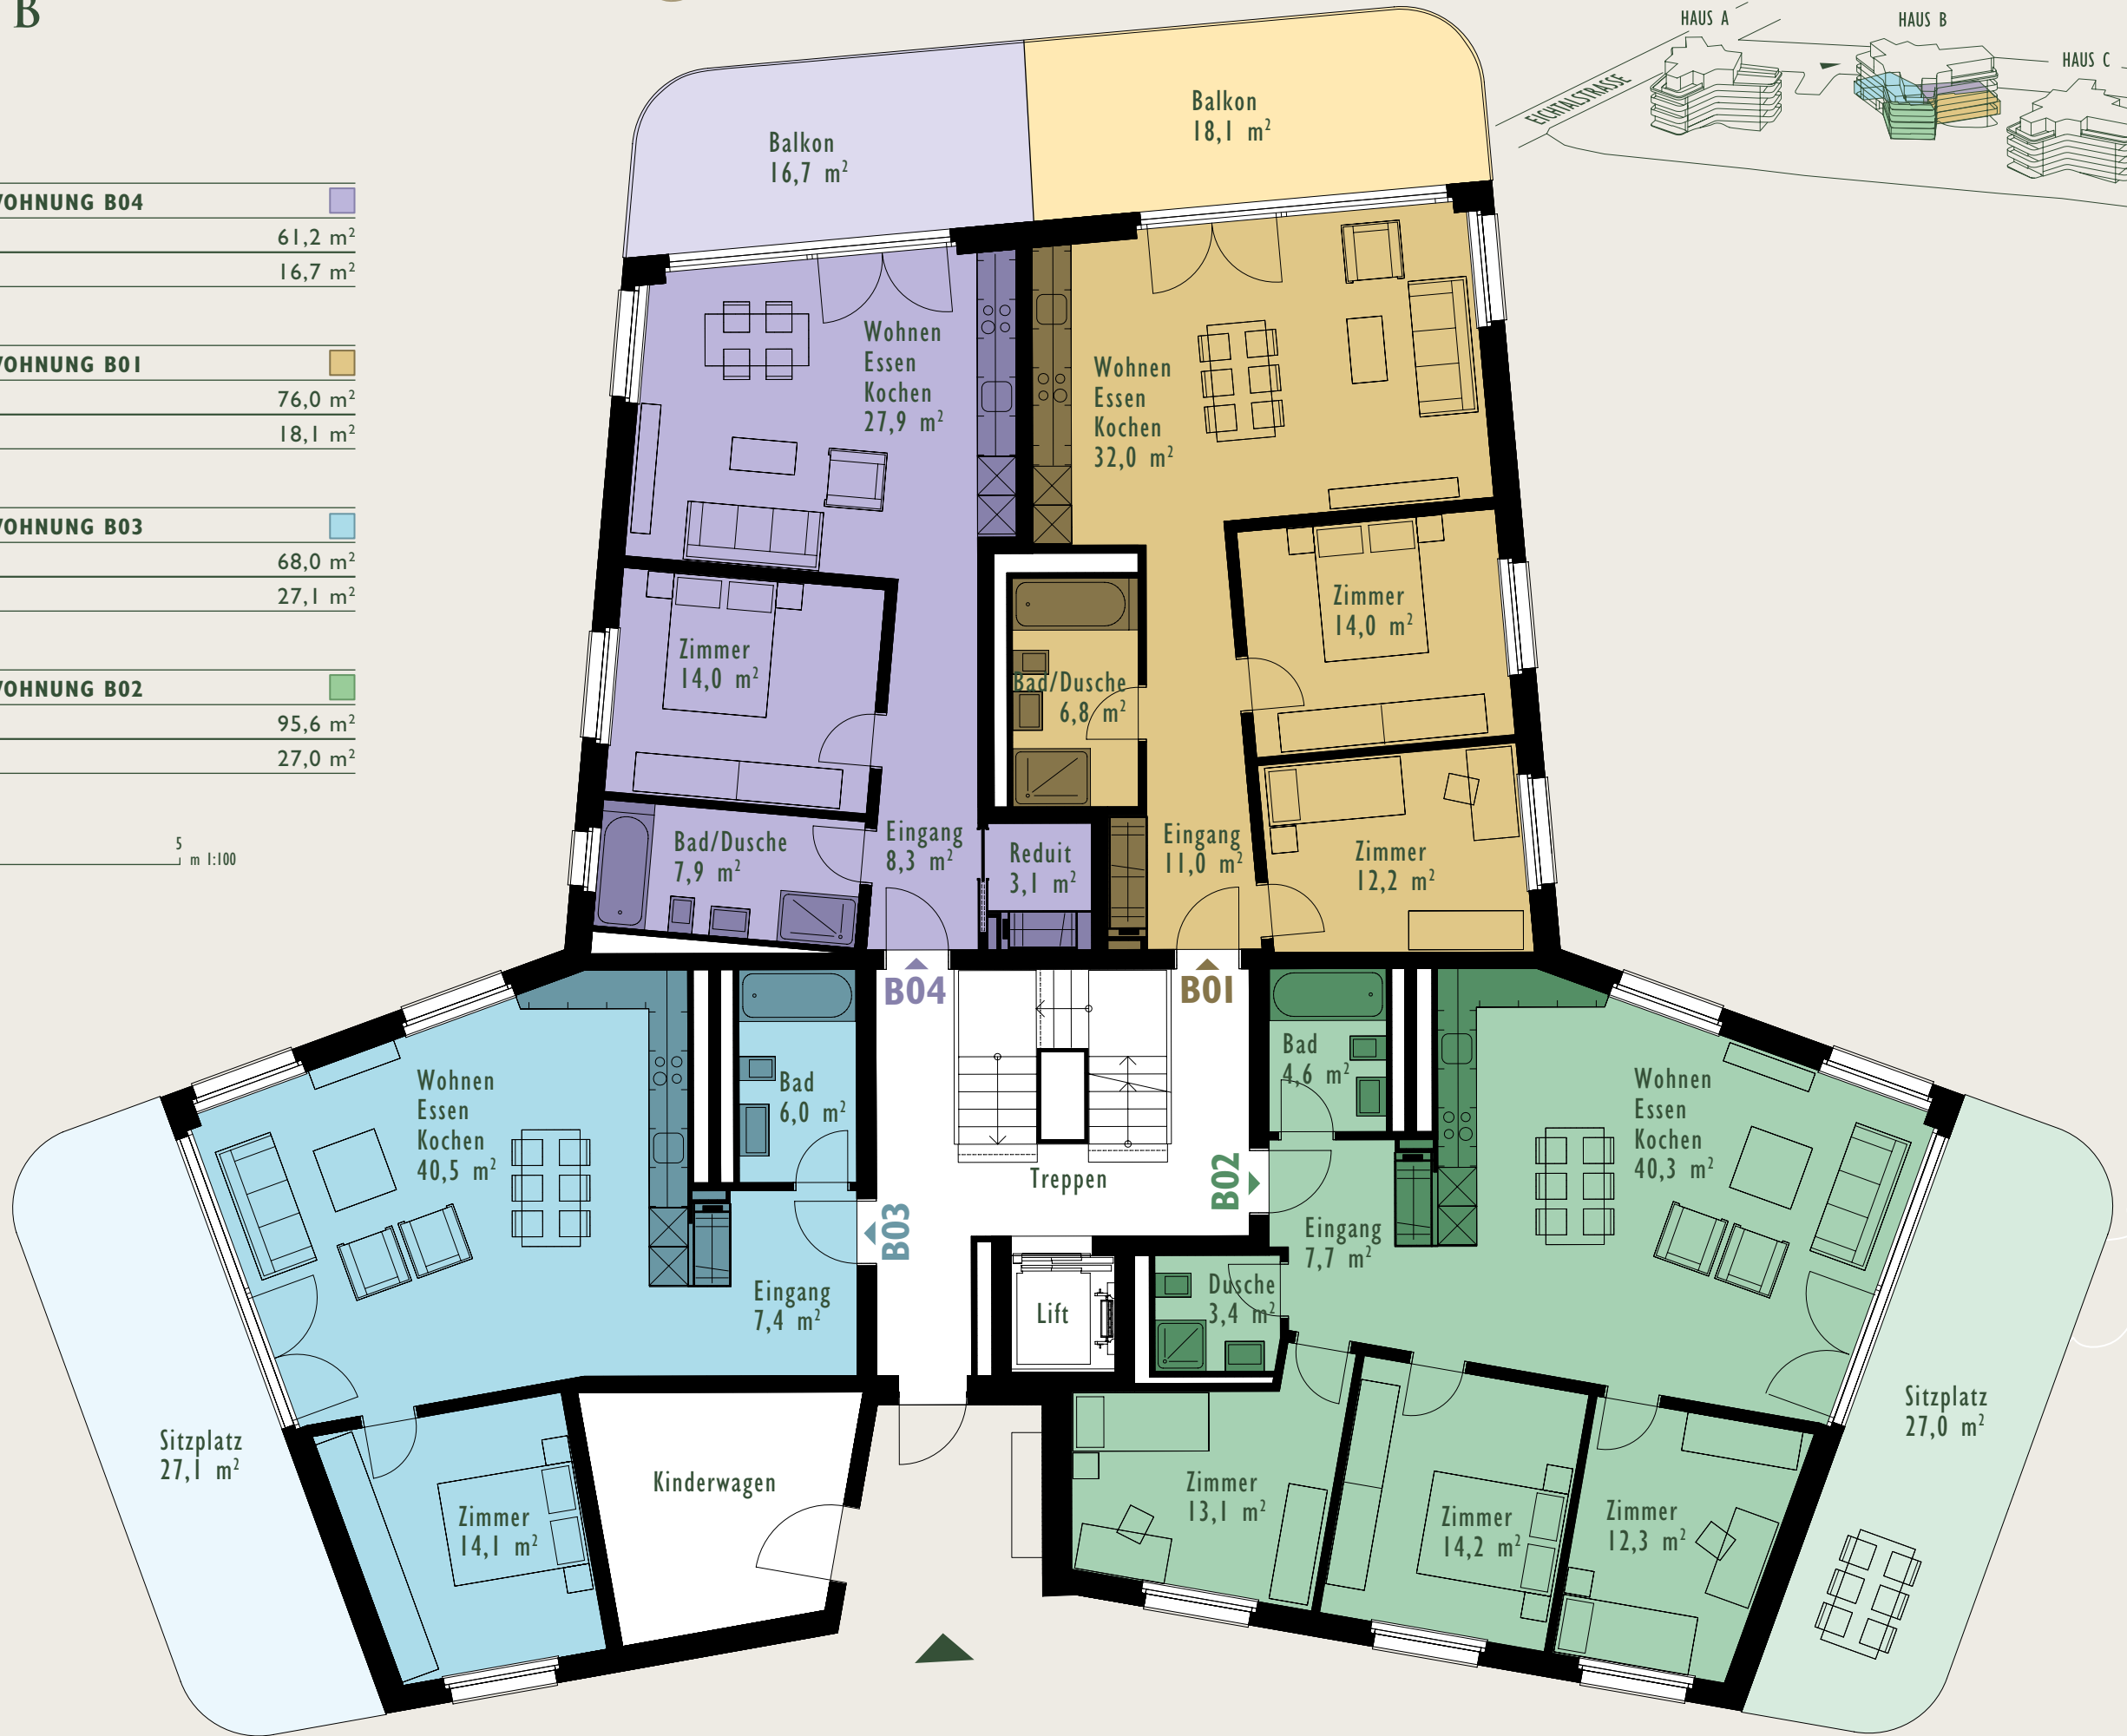 B
HAUS A
HAUS B
HAUS C
EICHTALSTRASSE
OHNUNG B04
61,2 m²
16,7 m²
OHNUNG B01
76,0 m²
18,1 m²
OHNUNG B03
68,0 m²
27,1 m²
OHNUNG B02
95,6 m²
27,0 m²
5
m 1:100
Balkon
16,7 m²
Balkon
18,1 m²
Wohnen
Essen
Kochen
27,9 m²
Wohnen
Essen
Kochen
32,0 m²
Zimmer
14,0 m²
Zimmer
14,0 m²
Bad/Dusche
6,8 m²
Bad/Dusche
7,9 m²
Eingang
8,3 m²
Reduit
3,1 m²
Eingang
11,0 m²
Zimmer
12,2 m²
B04
B01
Wohnen
Essen
Kochen
40,5 m²
Bad
6,0 m²
Bad
4,6 m²
Wohnen
Essen
Kochen
40,3 m²
Treppen
B03
B02
Eingang
7,4 m²
Lift
Dusche
3,4 m²
Eingang
7,7 m²
Sitzplatz
27,1 m²
Sitzplatz
27,0 m²
Zimmer
14,1 m²
Kinderwagen
Zimmer
13,1 m²
Zimmer
14,2 m²
Zimmer
12,3 m²